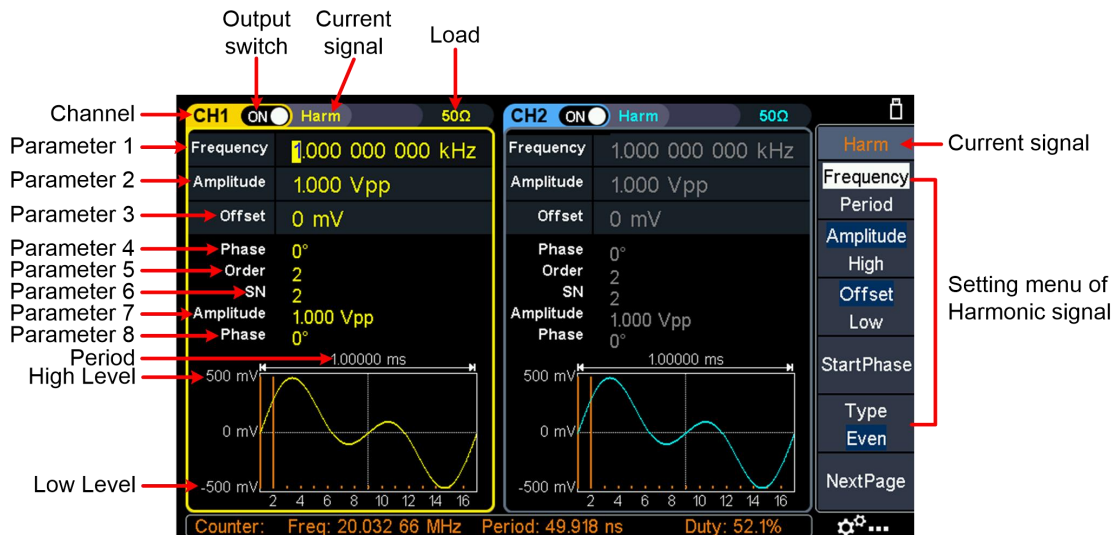 Output switch
Current signal
Load
Channel
CH1 ON Harm 50Ω
CH2 ON Harm 50Ω
Harm
Current signal
Parameter 1
Frequency 1.000 000 000 kHz
Frequency 1.000 000 000 kHz
Frequency
Period
Parameter 2
Amplitude 1.000 Vpp
Amplitude 1.000 Vpp
Amplitude
High
Parameter 3
Offset 0 mV
Offset 0 mV
Offset
Low
Parameter 4
Phase 0°
Phase 0°
Parameter 5
Order 2
Order 2
Parameter 6
SN 2
SN 2
Parameter 7
Amplitude 1.000 Vpp
Amplitude 1.000 Vpp
Parameter 8
Phase 0°
Phase 0°
Setting menu of
Harmonic signal
StartPhase
Type
Even
NextPage
Period
1.00000 ms
1.00000 ms
High Level
500 mV
500 mV
0 mV
0 mV
Low Level
-500 mV
-500 mV
2 4 6 8 10 12 14 16
2 4 6 8 10 12 14 16
Counter: Freq: 20.032 66 MHz Period: 49.918 ns Duty: 52.1%